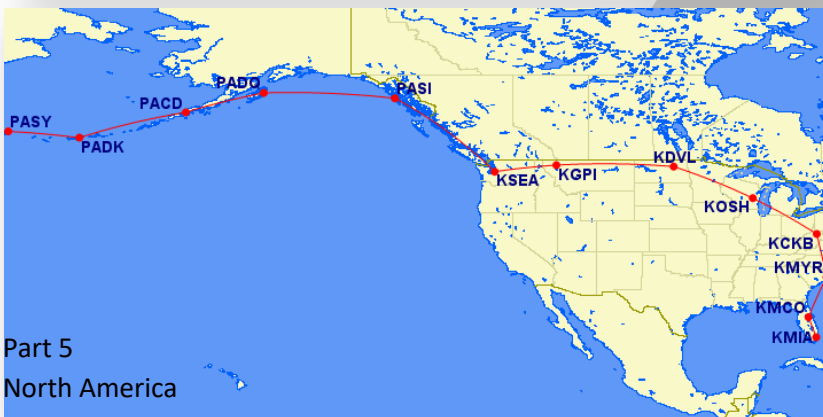 PASY
PADK
PACD
PADQ
PASI
KSEA
KGPI
KDVL
KOSH
KCKB
KMYR
KMCO
KMIA
Part 5
North America